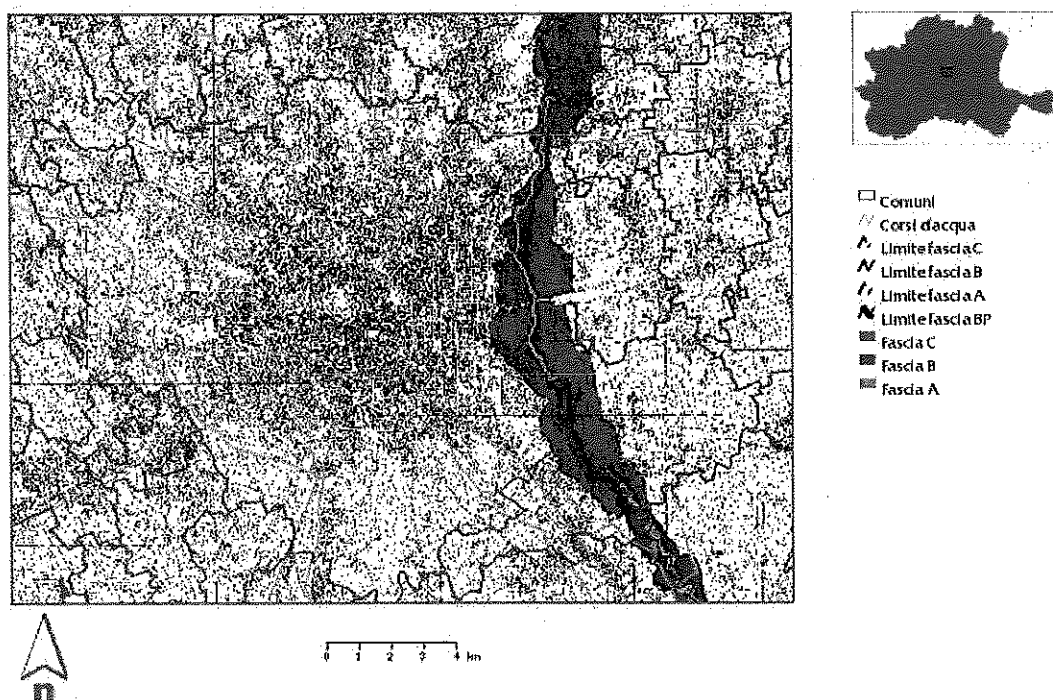 Comuni
Corsi d'acqua
Limite fascia C
Limite fascia B
Limite fascia A
Limite fascia BP
Fascia C
Fascia B
Fascia A
0 1 2 3 4 km
n